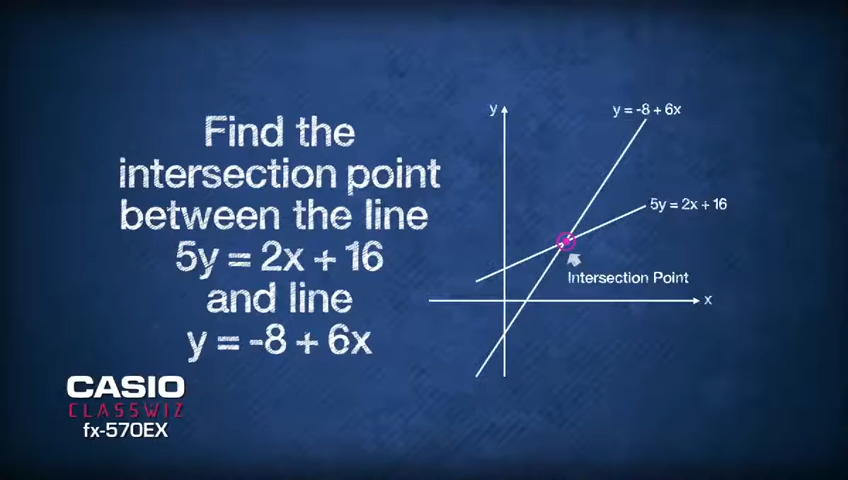 Find the
intersection point
between the line
5y = 2x + 16
and line
y = -8 + 6x
y
y = -8 + 6x
5y = 2x + 16
Intersection Point
x
CASIO
CLASSWIZ
fx-570EX